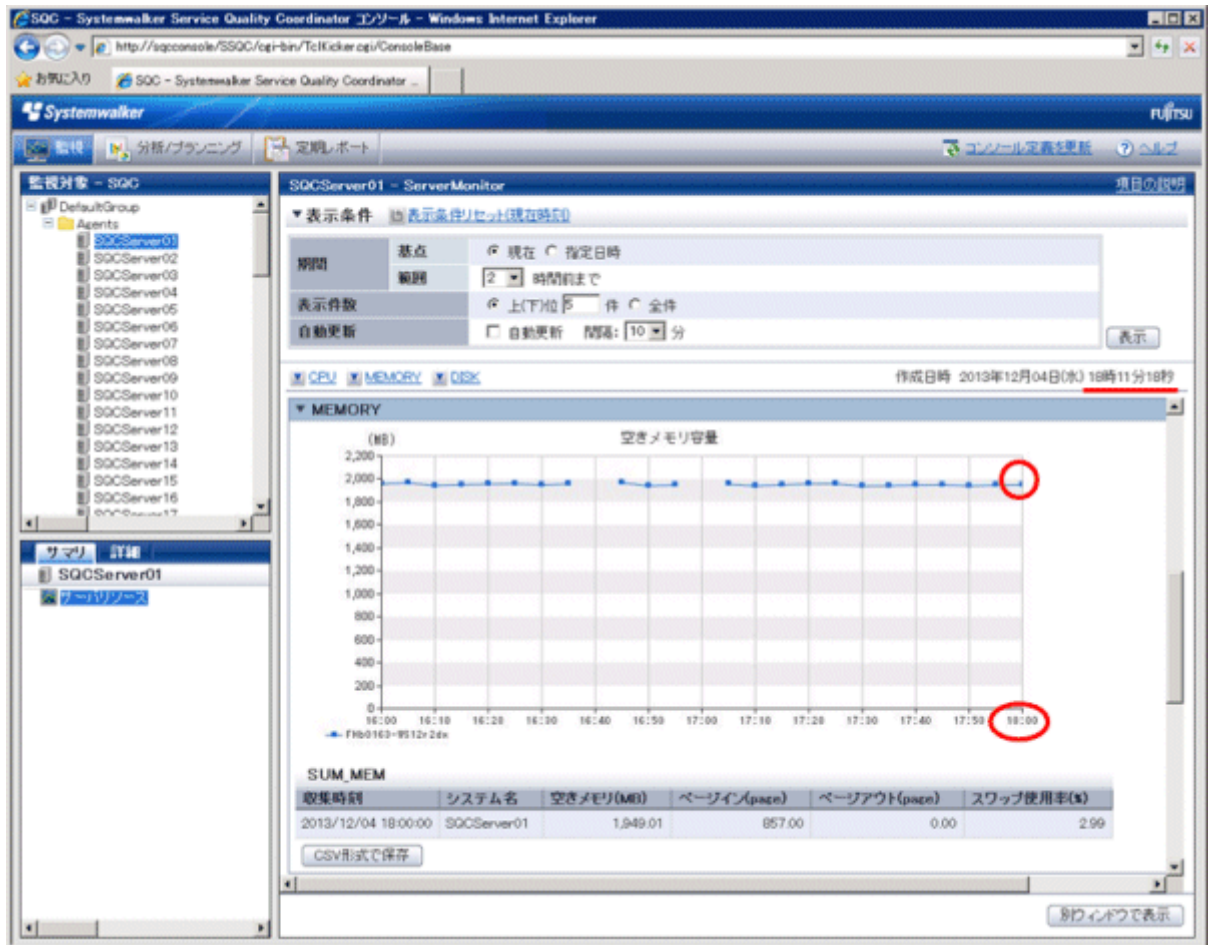 SQC - Systemwalker Service Quality Coordinator コンソール - Windows Internet Explorer
http://sqcconsole/SSQC/cgi-bin/TclKicker.cgi/ConsoleBase
お気に入り SQC - Systemwalker Service Quality Coordinator ...
Systemwalker FUJITSU
監視 分析/プランニング 定期レポート コンソール定義を更新 ヘルプ
監視対象 - SQC
DefaultGroup
Agents
SQCServer01
SQCServer02
SQCServer03
SQCServer04
SQCServer05
SQCServer06
SQCServer07
SQCServer08
SQCServer09
SQCServer10
SQCServer11
SQCServer12
SQCServer13
SQCServer14
SQCServer15
SQCServer16
SQCServer17
サマリ 詳細
SQCServer01
サーバリソース
SQCServer01 - ServerMonitor 項目の説明
▼表示条件 表示条件リセット(現在時刻)
期間 基点 現在 指定日時
範囲 2 時間前まで
表示件数 上(下)位 5 件 全件
自動更新 自動更新 間隔: 10 分
表示
CPU MEMORY DISK 作成日時 2013年12月04日(水) 18時11分18秒
▼ MEMORY
(MB) 空きメモリ容量
2,200
2,000
1,800
1,600
1,400
1,200
1,000
800
600
400
200
0
16:00 16:10 16:20 16:30 16:40 16:50 17:00 17:10 17:20 17:30 17:40 17:50 18:00
SUM_MEM
収集時刻 システム名 空きメモリ(MB) ページイン(page) ページアウト(page) スワップ使用率(%)
2013/12/04 18:00:00 SQCServer01 1,949.01 857.00 0.00 2.99
CSV形式で保存
別ウィンドウで表示